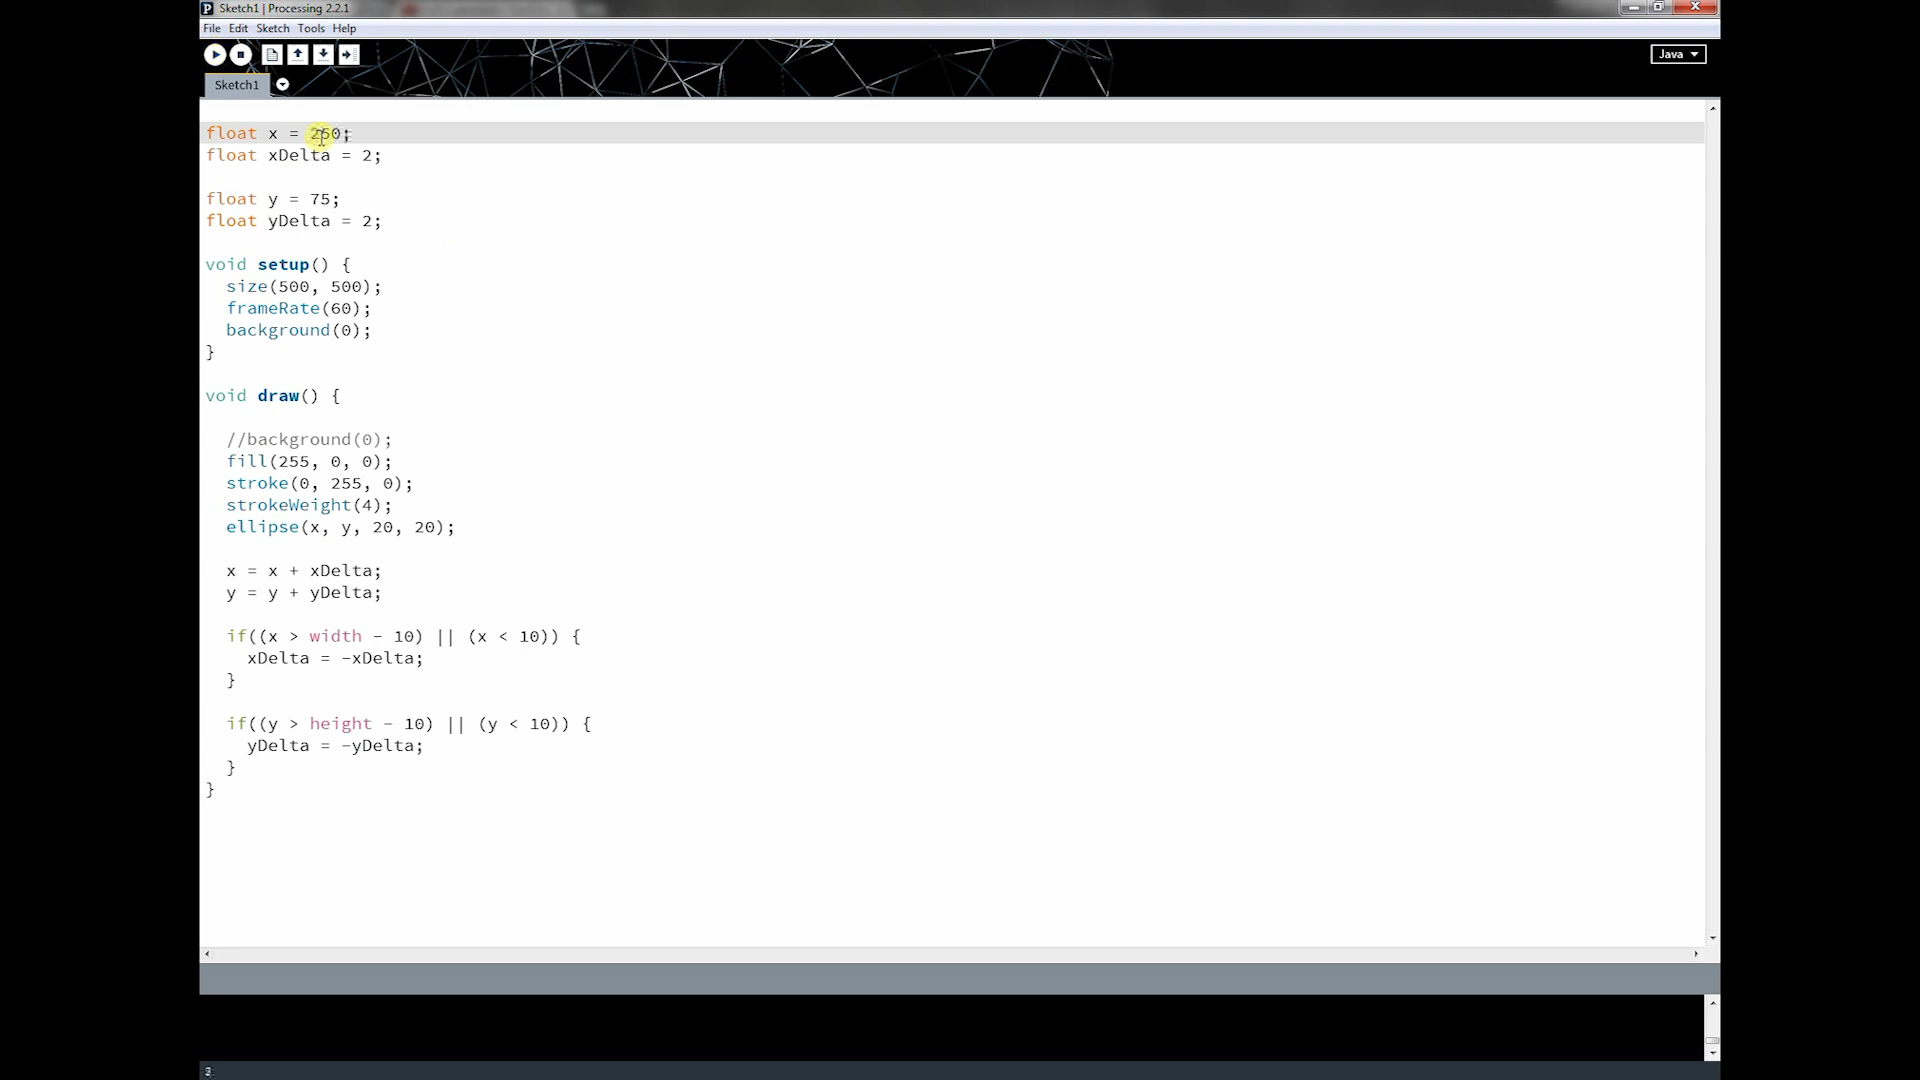 Sketch1 | Processing 2.2.1
File Edit Sketch Tools Help
Java
Sketch1
float x = 250;
float xDelta = 2;
float y = 75;
float yDelta = 2;
void setup() {
size(500, 500);
frameRate(60);
background(0);
}
void draw() {
//background(0);
fill(255, 0, 0);
stroke(0, 255, 0);
strokeWeight(4);
ellipse(x, y, 20, 20);
x = x + xDelta;
y = y + yDelta;
if((x > width - 10) || (x < 10)) {
xDelta = -xDelta;
}
if((y > height - 10) || (y < 10)) {
yDelta = -yDelta;
}
}